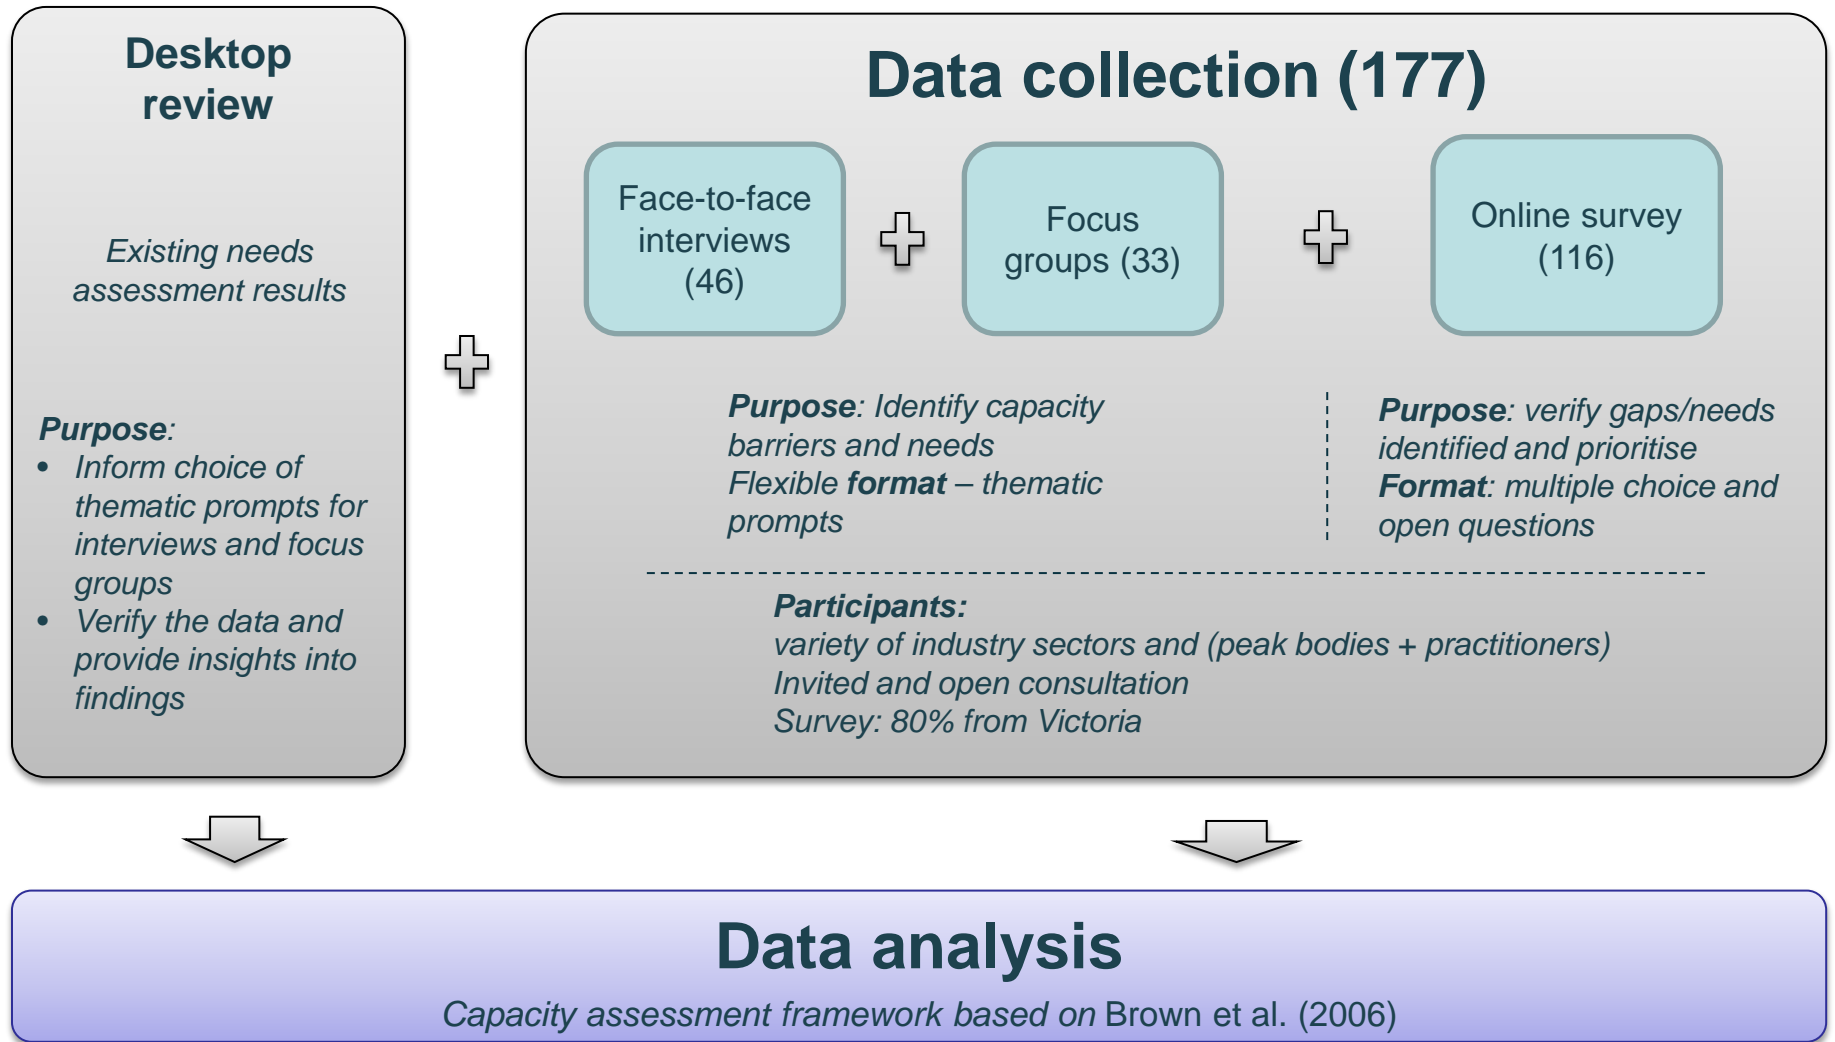 Desktop
review
Existing needs
assessment results
Purpose:
• Inform choice of
thematic prompts for
interviews and focus
groups
• Verify the data and
provide insights into
findings
Data collection (177)
Face-to-face
interviews
(46)
Focus
groups (33)
Online survey
(116)
Purpose: Identify capacity
barriers and needs
Flexible format – thematic
prompts
Purpose: verify gaps/needs
identified and prioritise
Format: multiple choice and
open questions
Participants:
variety of industry sectors and (peak bodies + practitioners)
Invited and open consultation
Survey: 80% from Victoria
Data analysis
Capacity assessment framework based on Brown et al. (2006)